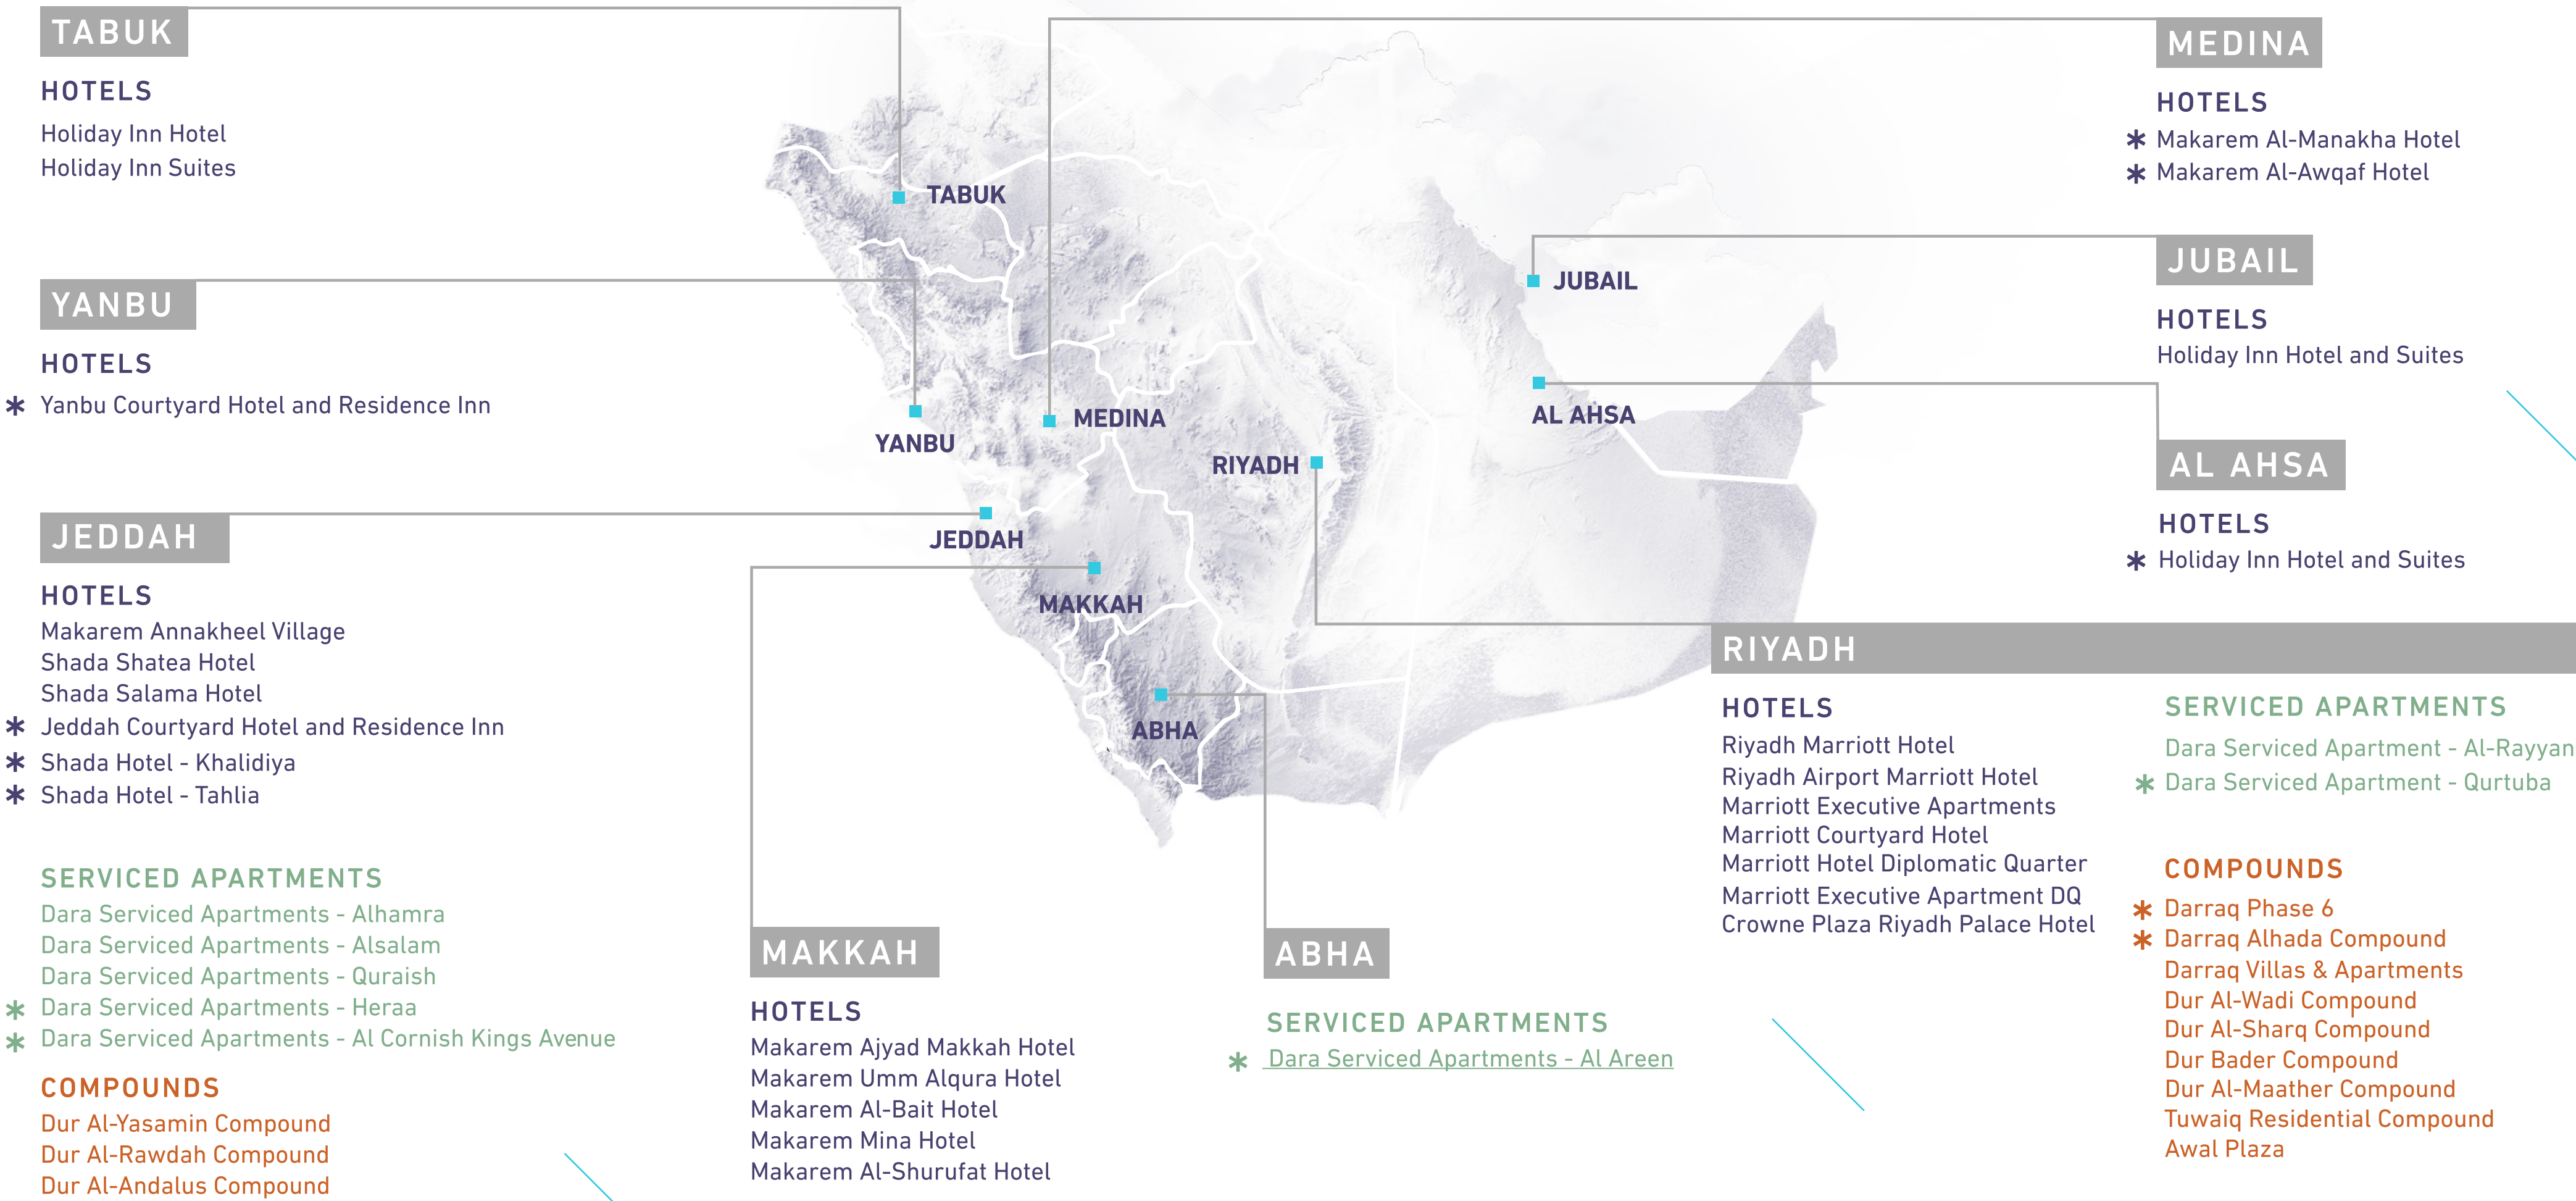 TABUK
HOTELS
Holiday Inn Hotel
Holiday Inn Suites
YANBU
HOTELS
* Yanbu Courtyard Hotel and Residence Inn
JEDDAH
HOTELS
Makarem Annakheel Village
Shada Shatea Hotel
Shada Salama Hotel
* Jeddah Courtyard Hotel and Residence Inn
* Shada Hotel - Khalidiya
* Shada Hotel - Tahlia
SERVICED APARTMENTS
Dara Serviced Apartments - Alhamra
Dara Serviced Apartments - Alsalam
Dara Serviced Apartments - Quraish
* Dara Serviced Apartments - Heraa
* Dara Serviced Apartments - Al Cornish Kings Avenue
COMPOUNDS
Dur Al-Yasamin Compound
Dur Al-Rawdah Compound
Dur Al-Andalus Compound
TABUK
JUBAIL
AL AHSA
MEDINA
YANBU
RIYADH
JEDDAH
MAKKAH
ABHA
MAKKAH
HOTELS
Makarem Ajyad Makkah Hotel
Makarem Umm Alqura Hotel
Makarem Al-Bait Hotel
Makarem Mina Hotel
Makarem Al-Shurufat Hotel
ABHA
SERVICED APARTMENTS
* Dara Serviced Apartments - Al Areen
MEDINA
HOTELS
* Makarem Al-Manakha Hotel
* Makarem Al-Awqaf Hotel
JUBAIL
HOTELS
Holiday Inn Hotel and Suites
AL AHSA
HOTELS
* Holiday Inn Hotel and Suites
RIYADH
HOTELS
Riyadh Marriott Hotel
Riyadh Airport Marriott Hotel
Marriott Executive Apartments
Marriott Courtyard Hotel
Marriott Hotel Diplomatic Quarter
Marriott Executive Apartment DQ
Crowne Plaza Riyadh Palace Hotel
SERVICED APARTMENTS
Dara Serviced Apartment - Al-Rayyan
* Dara Serviced Apartment - Qurtuba
COMPOUNDS
* Darraq Phase 6
* Darraq Alhada Compound
Darraq Villas & Apartments
Dur Al-Wadi Compound
Dur Al-Sharq Compound
Dur Bader Compound
Dur Al-Maather Compound
Tuwaiq Residential Compound
Awal Plaza